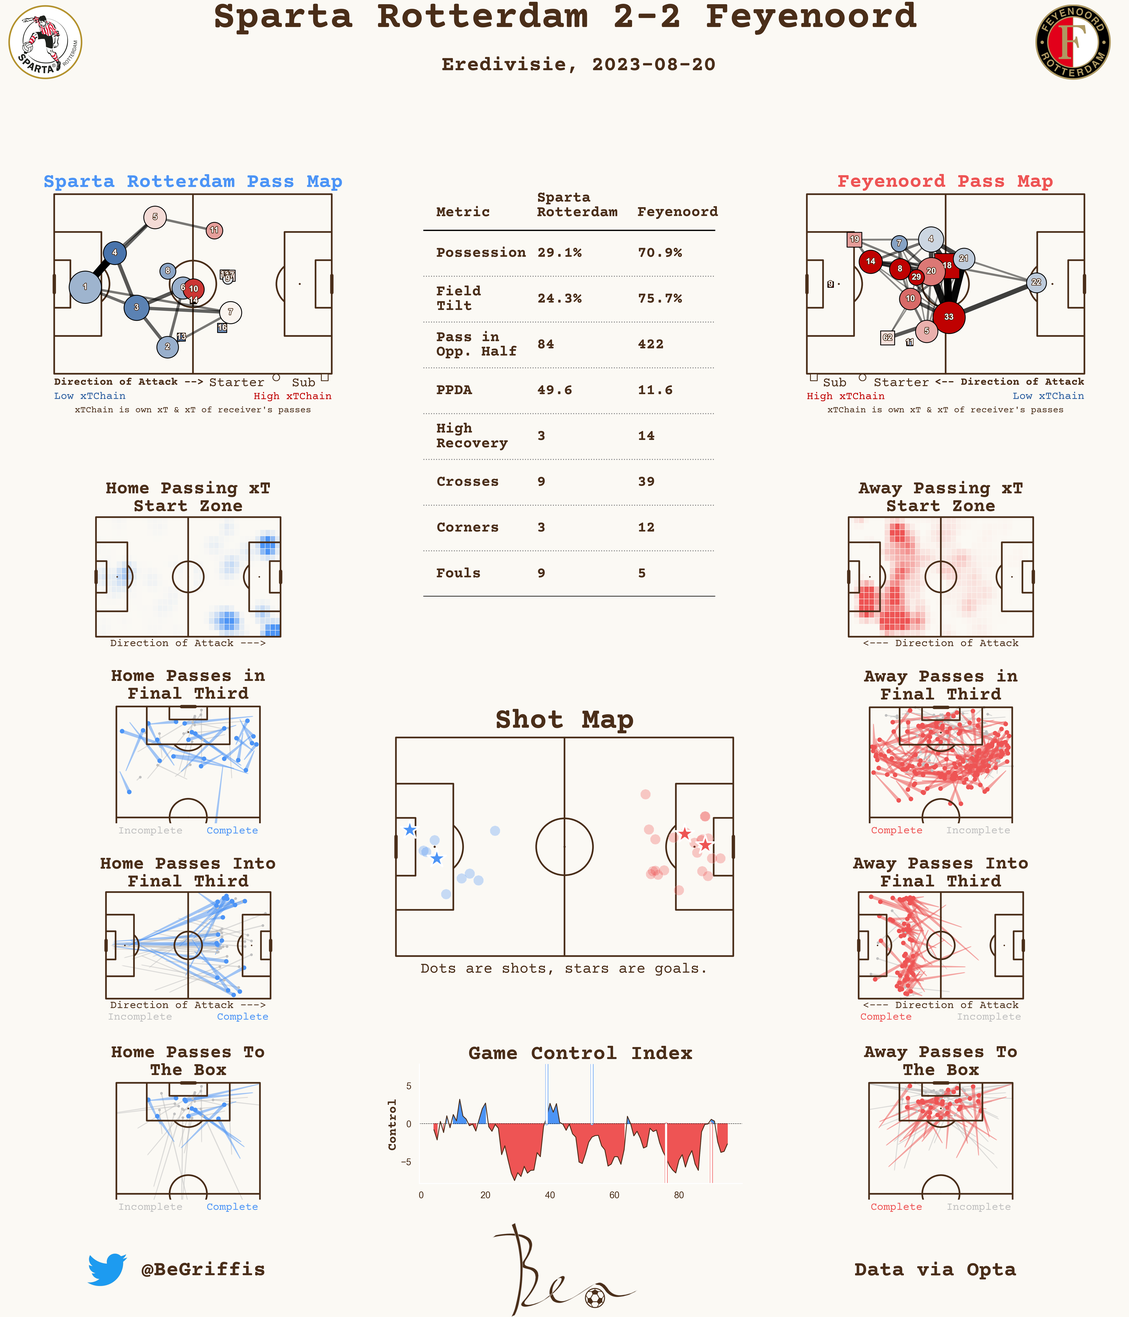 Sparta Rotterdam 2-2 Feyenoord
Eredivisie, 2023-08-20
SPARTA
ROTTERDAM
FEYENOORD
F
ROTTERDAM
Sparta Rotterdam Pass Map
5
11
4
8
1
6
10
14
3
7
16
13
2
Direction of Attack --> Starter Sub
Low xTChain High xTChain
xTChain is own xT & xT of receiver's passes
Metric Sparta Rotterdam Feyenoord
Possession 29.1% 70.9%
Field Tilt 24.3% 75.7%
Pass in Opp. Half 84 422
PPDA 49.6 11.6
High Recovery 3 14
Crosses 9 39
Corners 3 12
Fouls 9 5
Feyenoord Pass Map
19
7
4
14
8
29
20
18
21
9
22
10
33
5
62
11
Sub Starter <-- Direction of Attack
High xTChain Low xTChain
xTChain is own xT & xT of receiver's passes
Home Passing xT
Start Zone
Direction of Attack --->
Away Passing xT
Start Zone
<--- Direction of Attack
Home Passes in
Final Third
Incomplete Complete
Away Passes in
Final Third
Complete Incomplete
Shot Map
Dots are shots, stars are goals.
Home Passes Into
Final Third
Direction of Attack --->
Incomplete Complete
Away Passes Into
Final Third
<--- Direction of Attack
Complete Incomplete
Home Passes To
The Box
Incomplete Complete
Game Control Index
Control
5
0
−5
0 20 40 60 80
Away Passes To
The Box
Complete Incomplete
@BeGriffis
Ben
Data via Opta